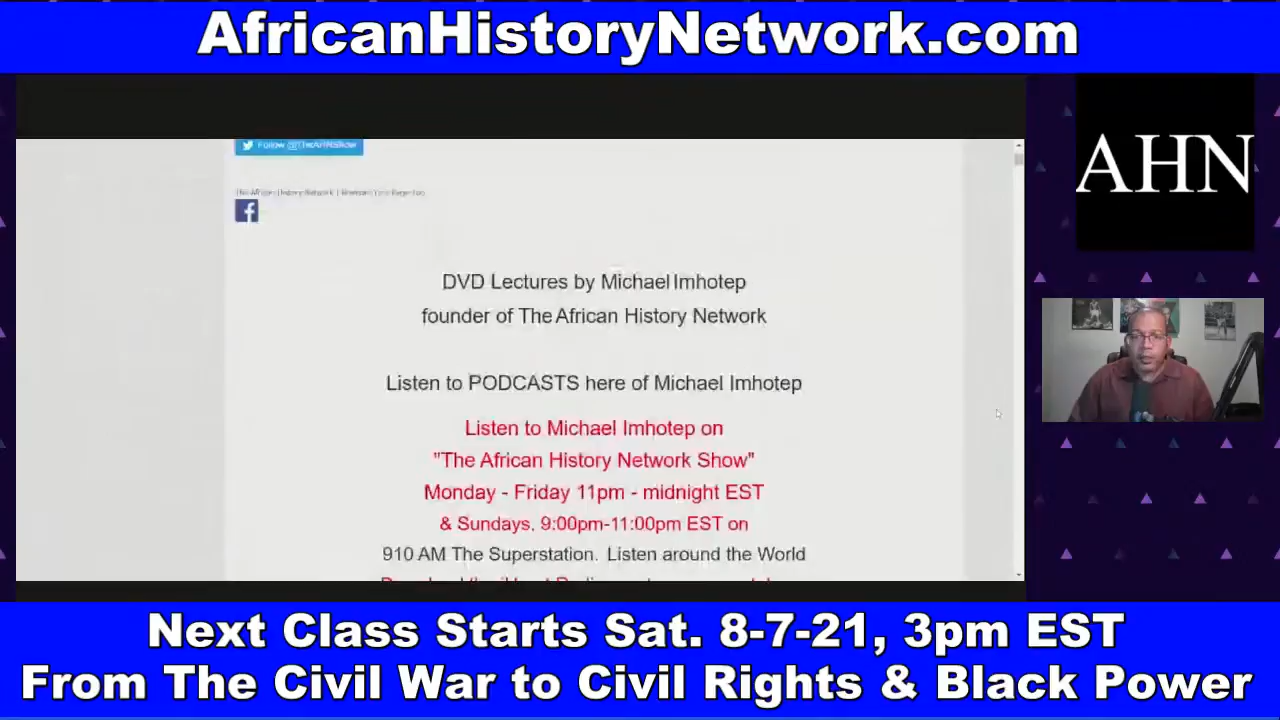 AfricanHistoryNetwork.com
AHN
Follow @TheAHNShow
DVD Lectures by Michael Imhotep
founder of The African History Network
Listen to PODCASTS here of Michael Imhotep
Listen to Michael Imhotep on
"The African History Network Show"
Monday - Friday 11pm - midnight EST
& Sundays, 9:00pm-11:00pm EST on
910 AM The Superstation. Listen around the World
Next Class Starts Sat. 8-7-21, 3pm EST
From The Civil War to Civil Rights & Black Power